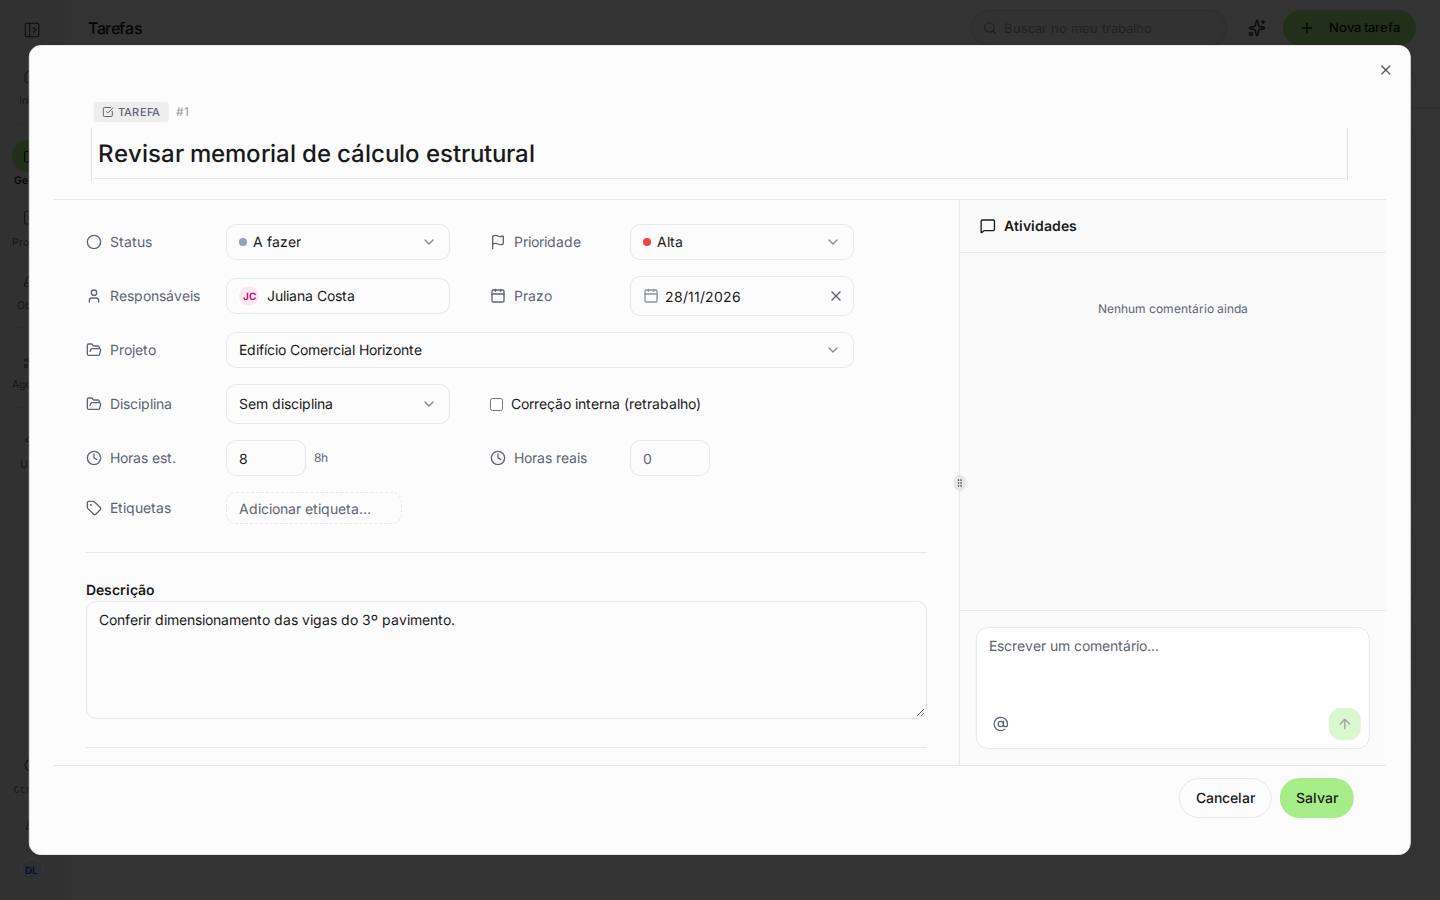 Tarefas
Buscar no meu trabalho
Nova tarefa
TAREFA #1
Revisar memorial de cálculo estrutural
Status
A fazer
Prioridade
Alta
Responsáveis
JC Juliana Costa
Prazo
28/11/2026
Projeto
Edifício Comercial Horizonte
Disciplina
Sem disciplina
Correção interna (retrabalho)
Horas est.
8
8h
Horas reais
0
Etiquetas
Adicionar etiqueta...
Descrição
Conferir dimensionamento das vigas do 3º pavimento.
Atividades
Nenhum comentário ainda
Escrever um comentário...
@
Cancelar
Salvar
DL